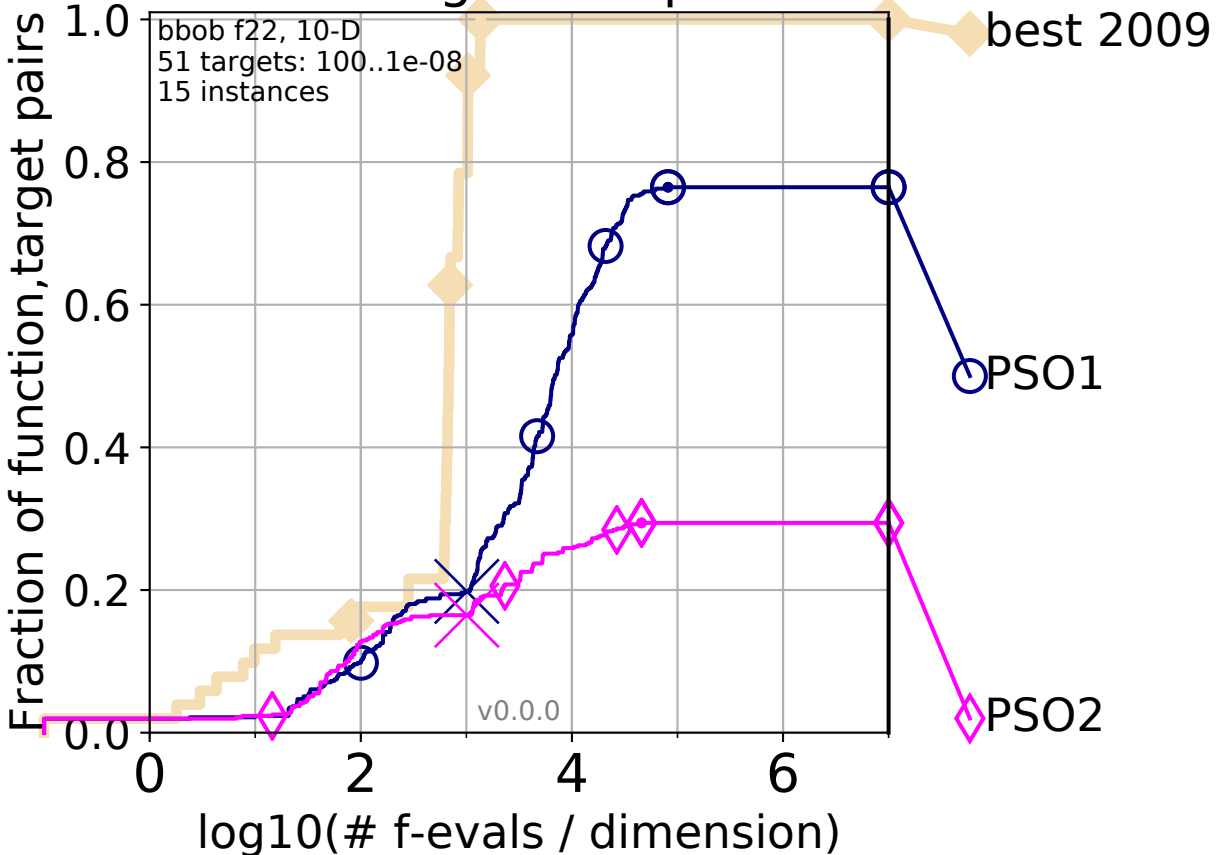 bbob f22, 10-D
51 targets: 100..1e-08
15 instances
Fraction of function,target pairs
1.0
0.8
0.6
0.4
0.2
0.0
best 2009
PSO1
PSO2
v0.0.0
0 2 4 6
log10(# f-evals / dimension)